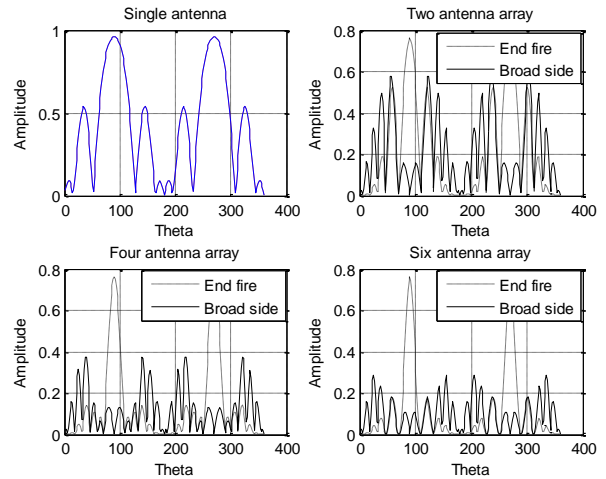 Single antenna
1
0.5
0
0 100 200 300 400
Amplitude
Theta
Two antenna array
0.8
0.6
0.4
0.2
0
0 100 200 300 400
Amplitude
Theta
End fire
Broad side
Four antenna array
0.8
0.6
0.4
0.2
0
0 100 200 300 400
Amplitude
Theta
End fire
Broad side
Six antenna array
0.8
0.6
0.4
0.2
0
0 100 200 300 400
Amplitude
Theta
End fire
Broad side